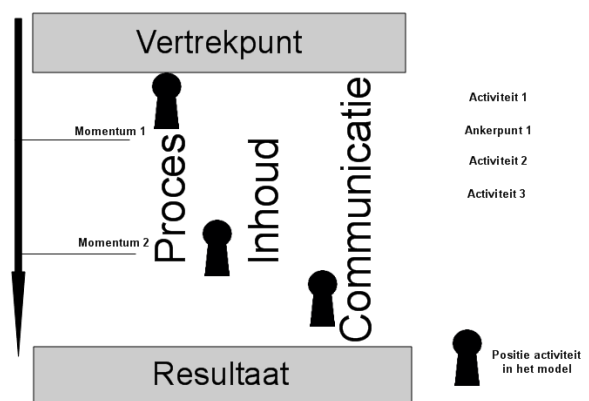 Vertrekpunt
Activiteit 1
Momentum 1
Ankerpunt 1
Activiteit 2
Activiteit 3
Proces
Inhoud
Communicatie
Momentum 2
Resultaat
Positie activiteit
in het model